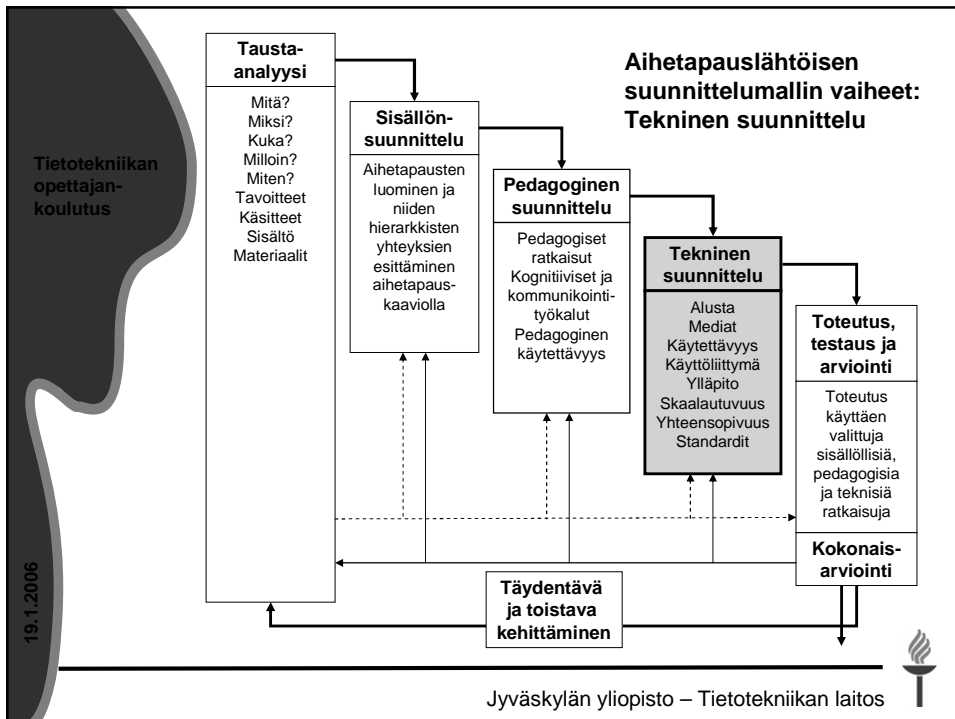 Aihetapauslähtöisen
suunnittelumallin vaiheet:
Tekninen suunnittelu
Tietotekniikan
opettajan-
koulutus
19.1.2006
Tausta-
analyysi
Mitä?
Miksi?
Kuka?
Milloin?
Miten?
Tavoitteet
Käsitteet
Sisältö
Materiaalit
Sisällön-
suunnittelu
Aihetapausten
luominen ja
niiden
hierarkkisten
yhteyksien
esittäminen
aihetapaus-
kaaviolla
Pedagoginen
suunnittelu
Pedagogiset
ratkaisut
Kognitiiviset ja
kommunikointi-
työkalut
Pedagoginen
käytettävyys
Tekninen
suunnittelu
Alusta
Mediat
Käytettävyys
Käyttöliittymä
Ylläpito
Skaalautuvuus
Yhteensopivuus
Standardit
Toteutus,
testaus ja
arviointi
Toteutus
käyttäen
valittuja
sisällöllisiä,
pedagogisia
ja teknisiä
ratkaisuja
Kokonais-
arviointi
Täydentävä
ja toistava
kehittäminen
Jyväskylän yliopisto – Tietotekniikan laitos